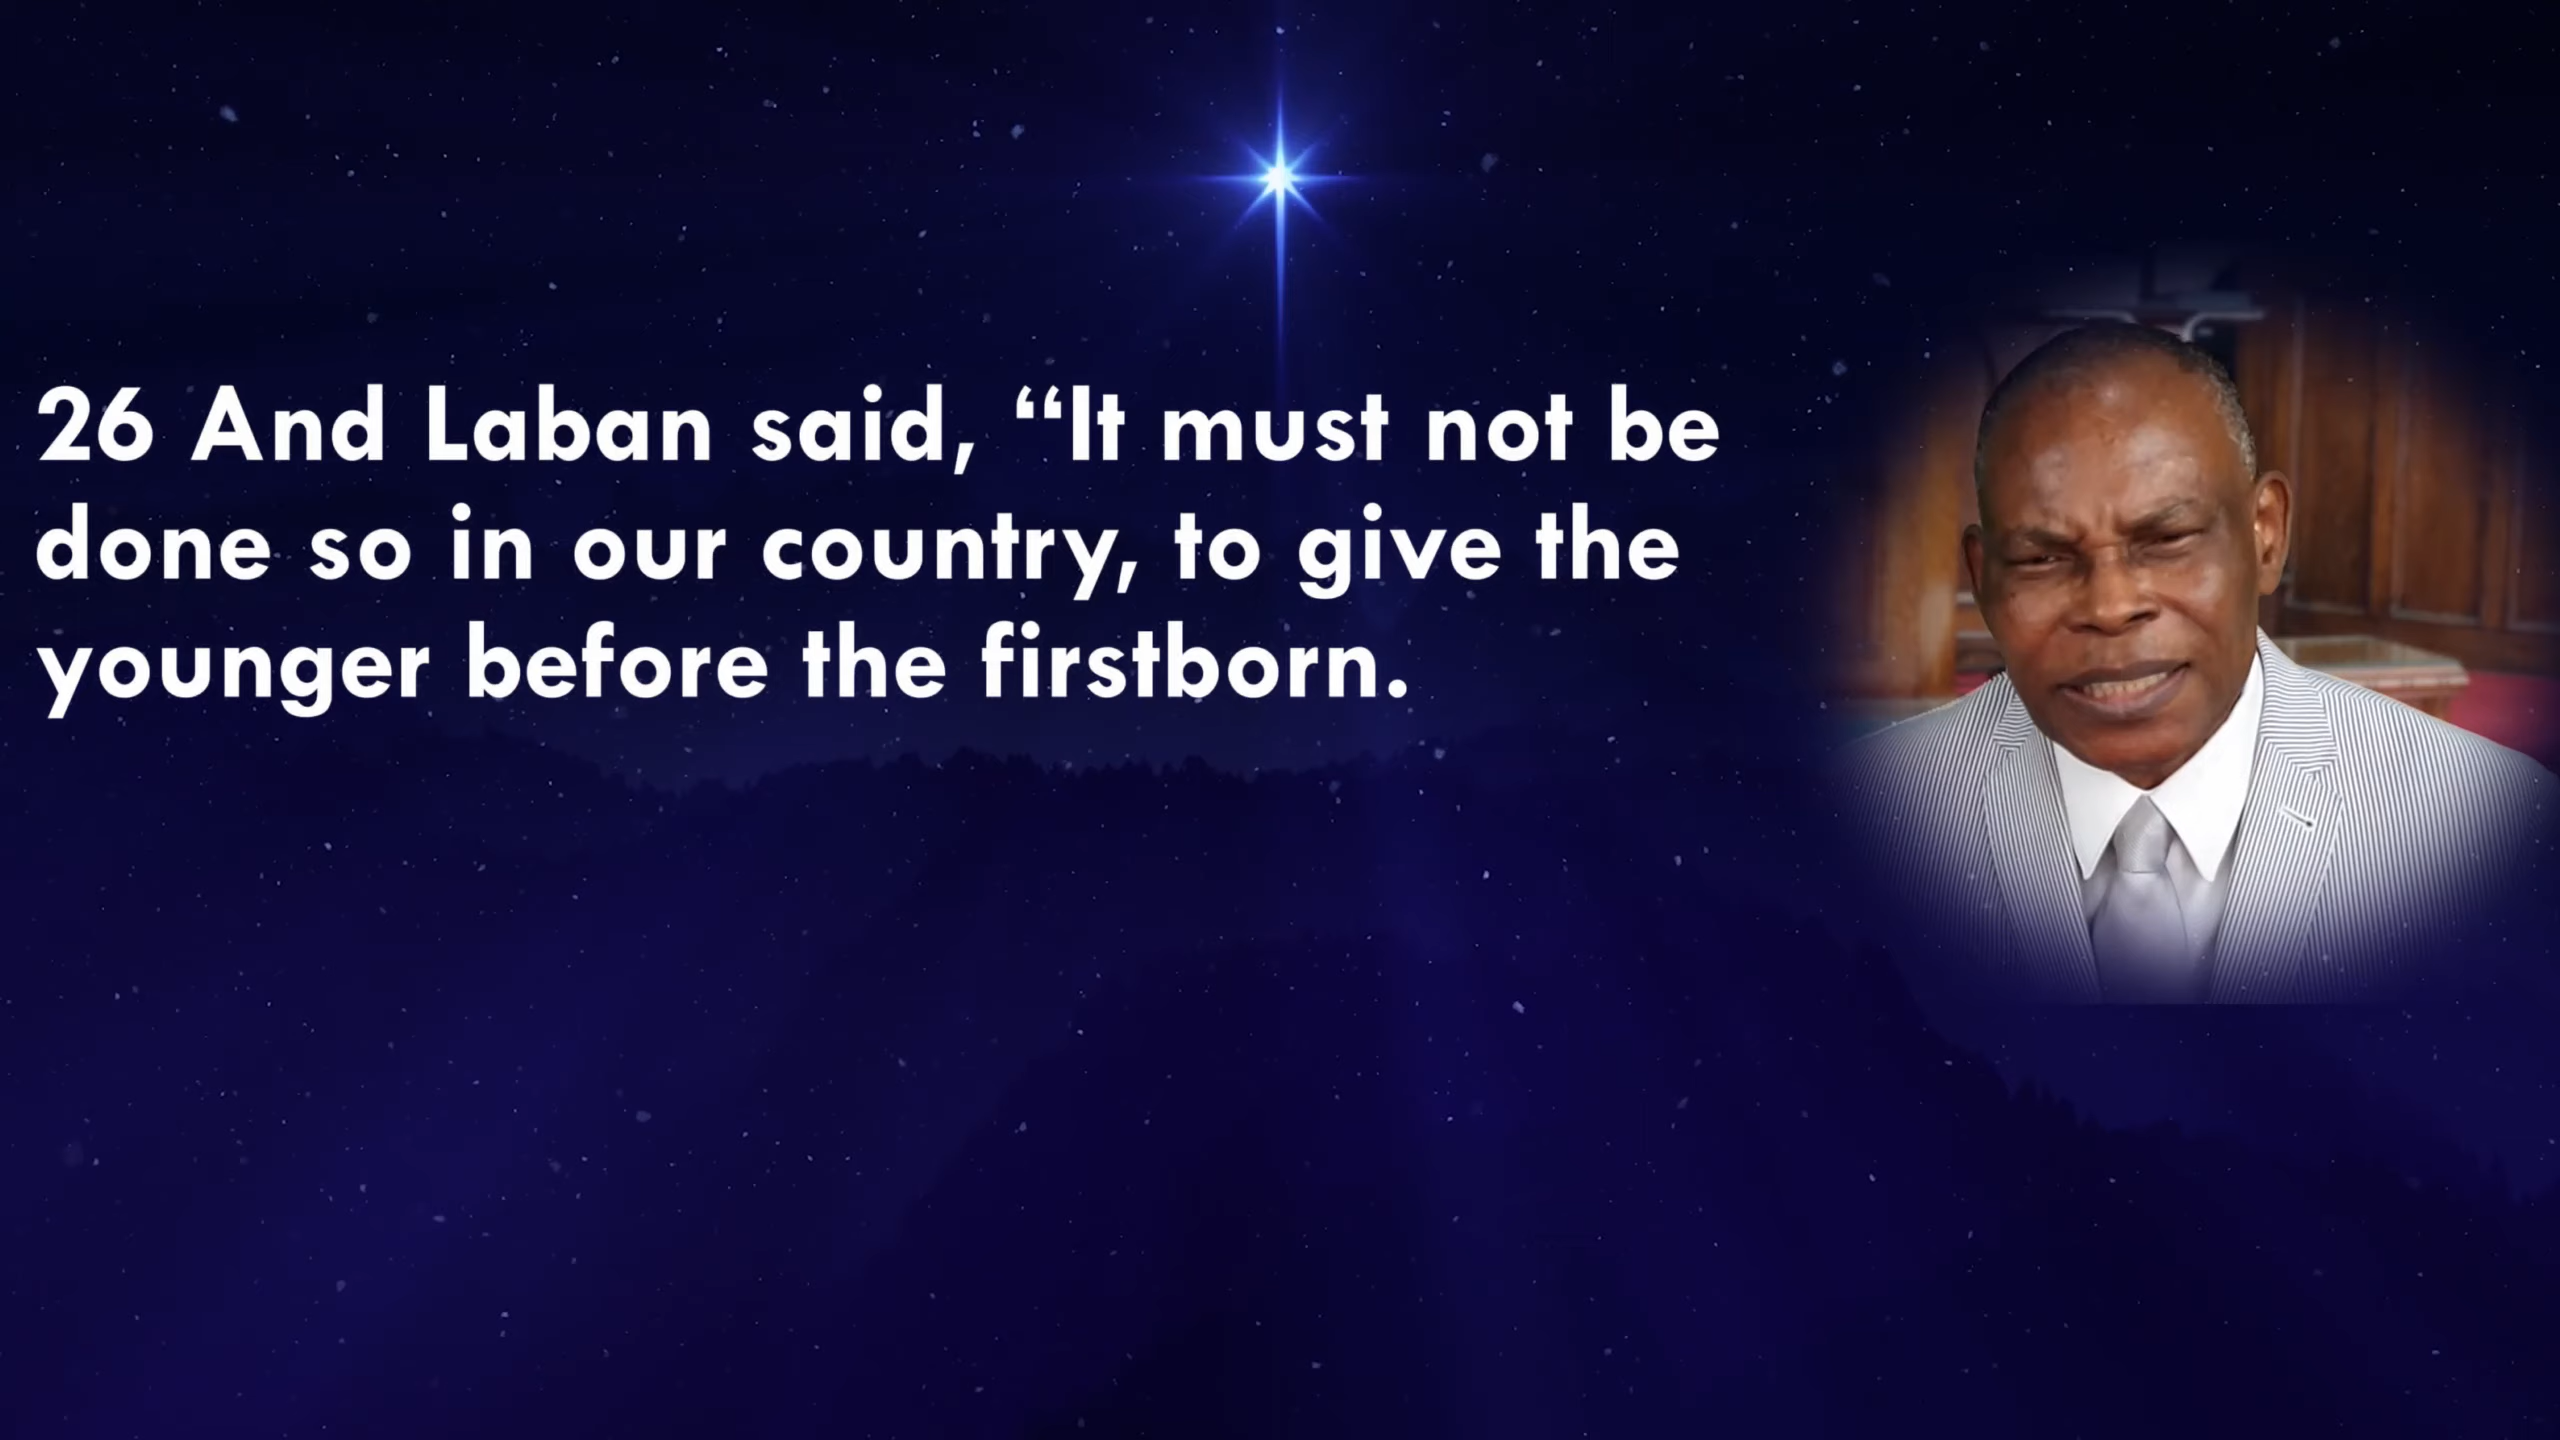 26 And Laban said, “It must not be
done so in our country, to give the
younger before the firstborn.